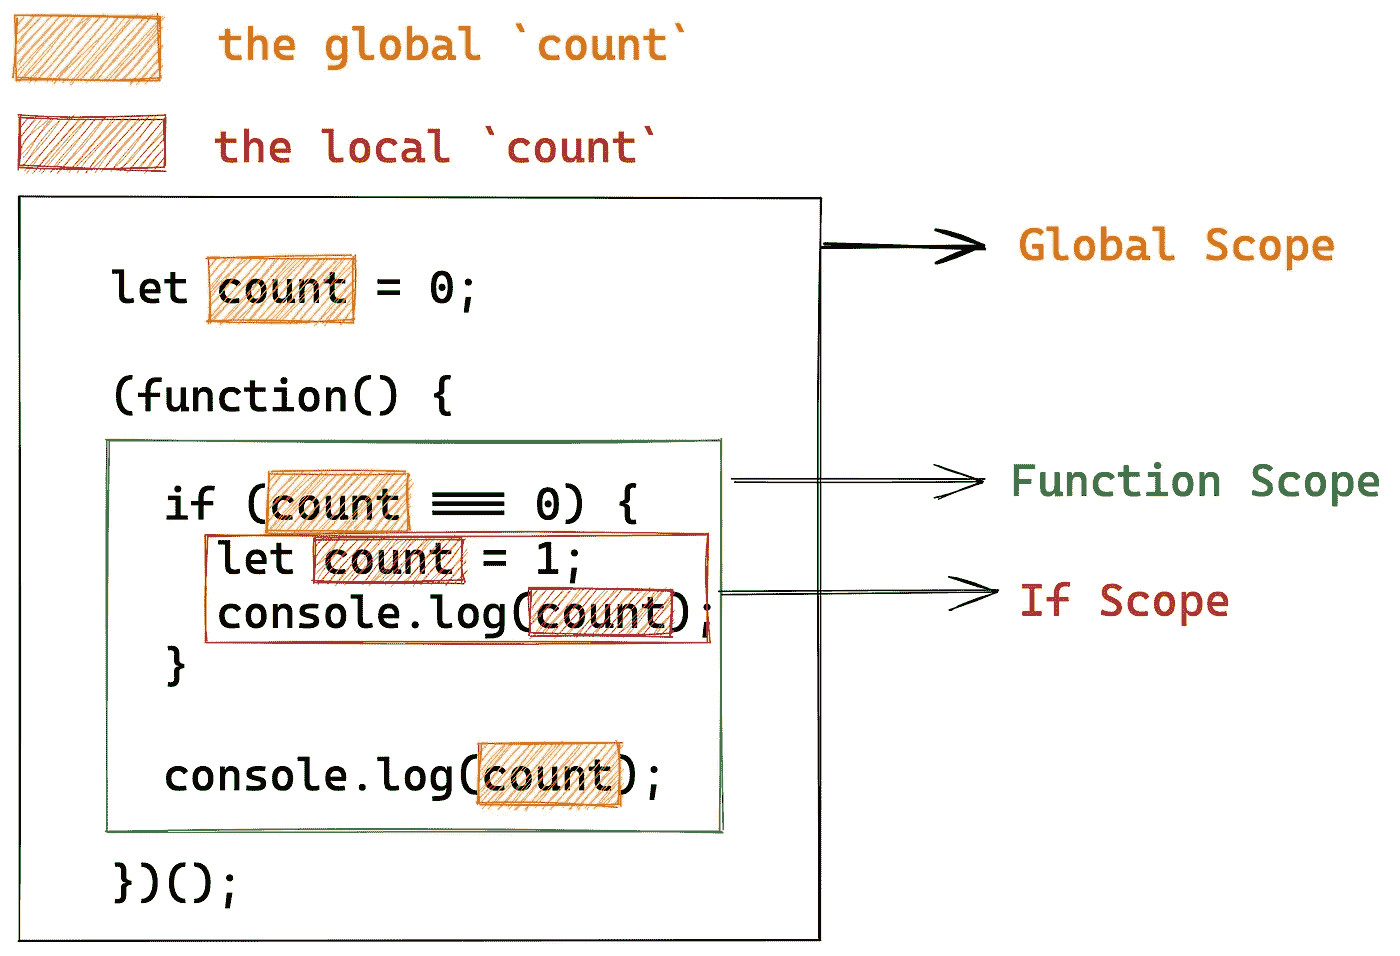 the global `count`
the local `count`
let count = 0;
Global Scope
(function() {
if (count === 0) {
Function Scope
let count = 1;
console.log(count);
If Scope
}
console.log(count);
})();